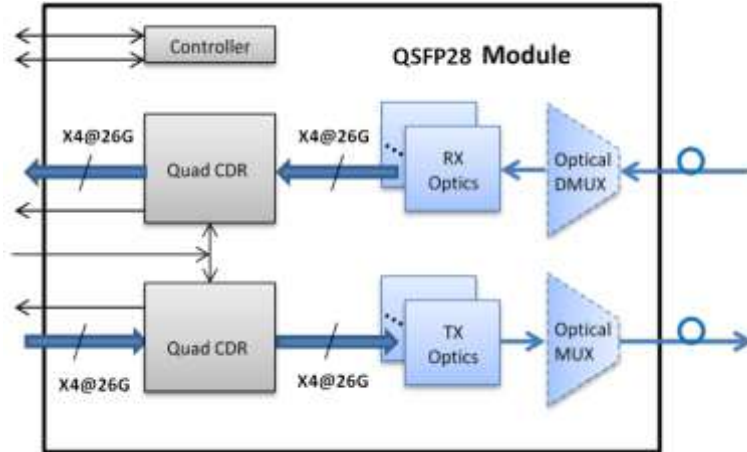 Controller
QSFP28 Module
X4@26G
X4@26G
Quad CDR
RX
Optics
Optical
DMUX
Quad CDR
TX
Optics
Optical
MUX
X4@26G
X4@26G